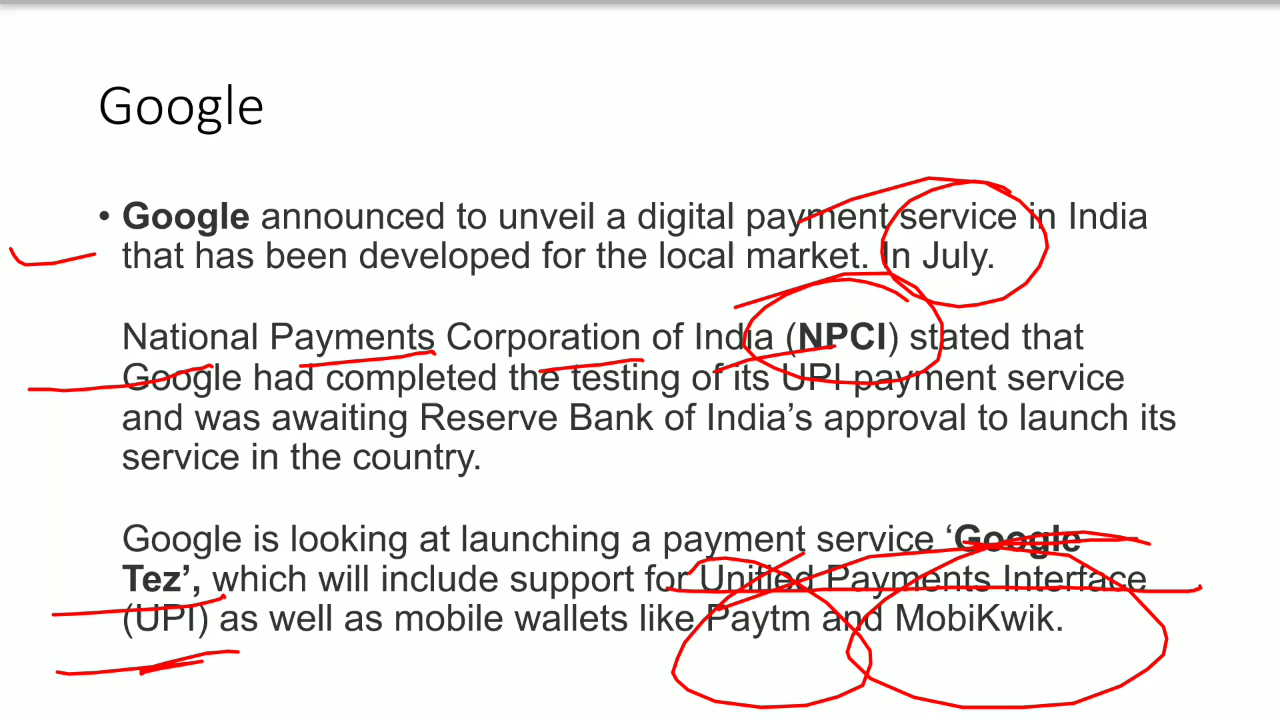 Google
• Google announced to unveil a digital payment service in India
that has been developed for the local market. In July.
National Payments Corporation of India (NPCI) stated that
Google had completed the testing of its UPI payment service
and was awaiting Reserve Bank of India’s approval to launch its
service in the country.
Google is looking at launching a payment service ‘Google
Tez’, which will include support for Unified Payments Interface
(UPI) as well as mobile wallets like Paytm and MobiKwik.